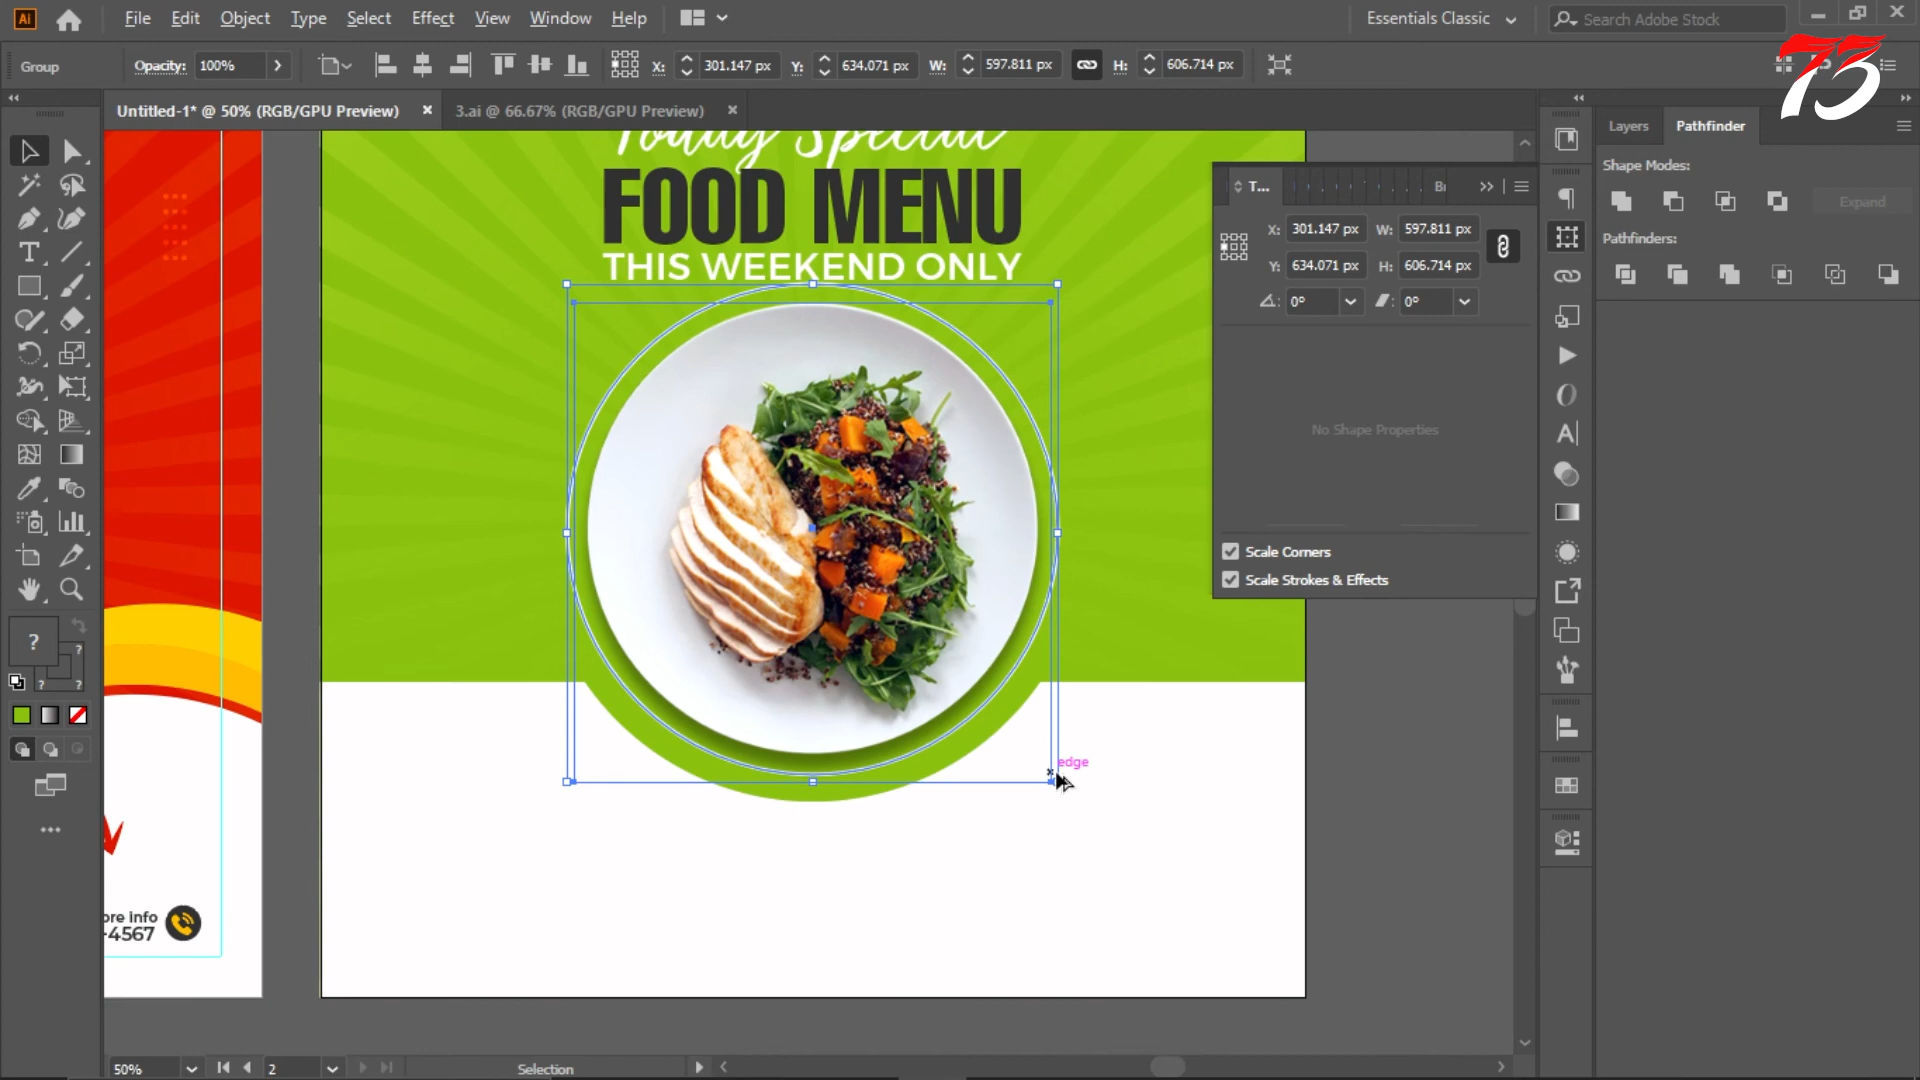 Ai File Edit Object Type Select Effect View Window Help Essentials Classic Search Adobe Stock
Group Opacity: 100% X: 301.147 px Y: 634.071 px W: 597.811 px H: 606.714 px
73
Untitled-1* @ 50% (RGB/GPU Preview) × 3.ai @ 66.67% (RGB/GPU Preview) ×
Layers Pathfinder
Today Special
FOOD MENU
THIS WEEKEND ONLY
Shape Modes:
Expand
Pathfinders:
T... Br
X: 301.147 px W: 597.811 px
Y: 634.071 px H: 606.714 px
0° 0°
No Shape Properties
Scale Corners
Scale Strokes & Effects
edge
ore info
-4567
50% 2 Selection